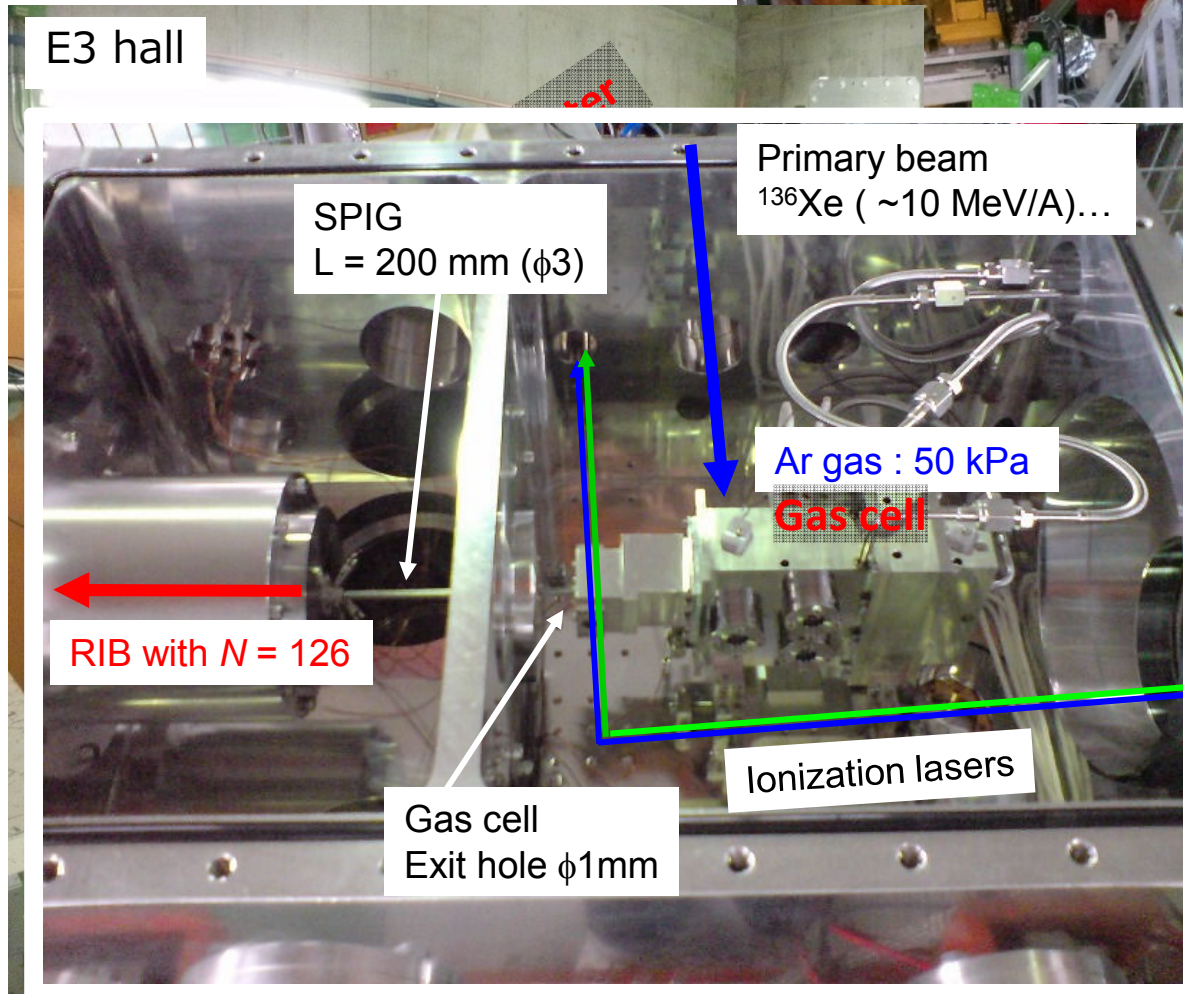 E3 hall
SPIG
L = 200 mm (ϕ3)
Primary beam
¹³⁶Xe ( ~10 MeV/A)…
Ar gas : 50 kPa
Gas cell
RIB with N = 126
Ionization lasers
Gas cell
Exit hole ϕ1mm